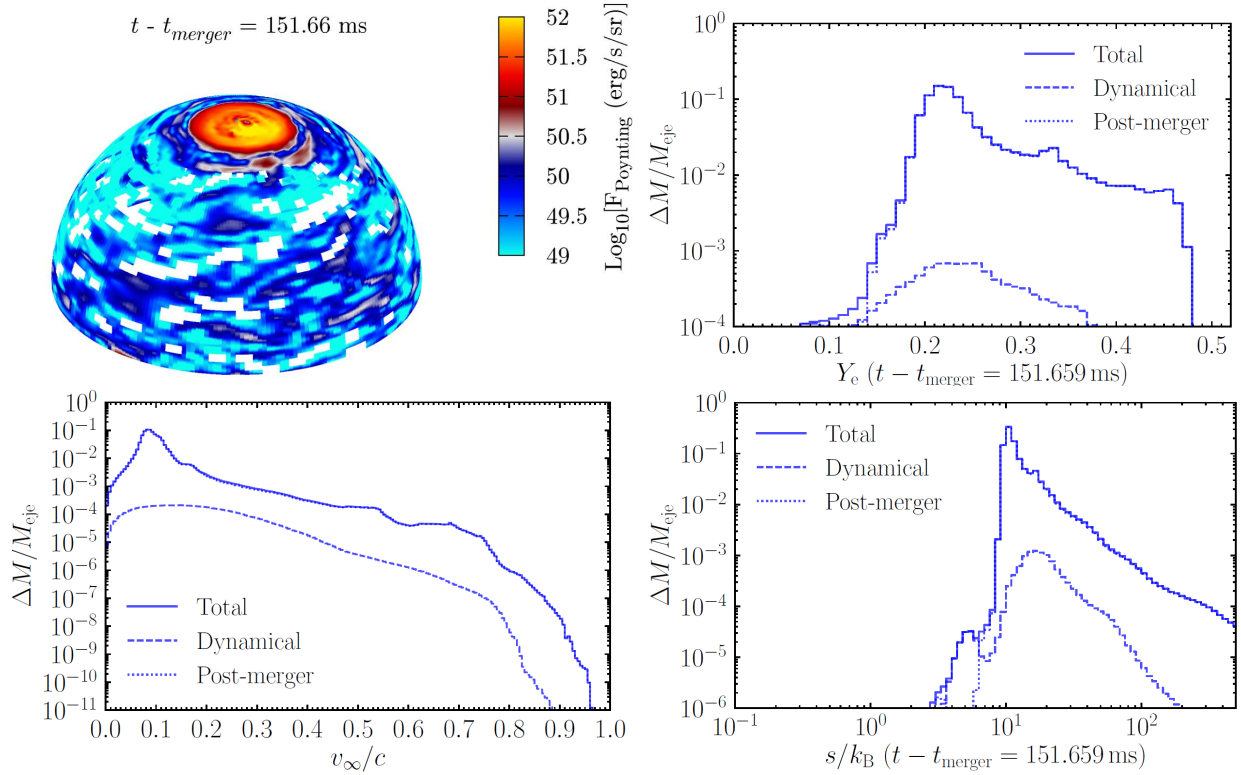 t - t_merger = 151.66 ms
52
51.5
51
50.5
50
49.5
49
Log10[F_Poynting (erg/s/sr)]
10^0
10^-1
10^-2
10^-3
10^-4
ΔM/M_eje
Total
Dynamical
Post-merger
0.0 0.1 0.2 0.3 0.4 0.5
Y_e (t − t_merger = 151.659 ms)
10^0
10^-1
10^-2
10^-3
10^-4
10^-5
10^-6
10^-7
10^-8
10^-9
10^-10
10^-11
ΔM/M_eje
Total
Dynamical
Post-merger
0.0 0.1 0.2 0.3 0.4 0.5 0.6 0.7 0.8 0.9 1.0
v_∞/c
10^0
10^-1
10^-2
10^-3
10^-4
10^-5
10^-6
ΔM/M_eje
Total
Dynamical
Post-merger
10^-1 10^0 10^1 10^2
s/k_B (t − t_merger = 151.659 ms)